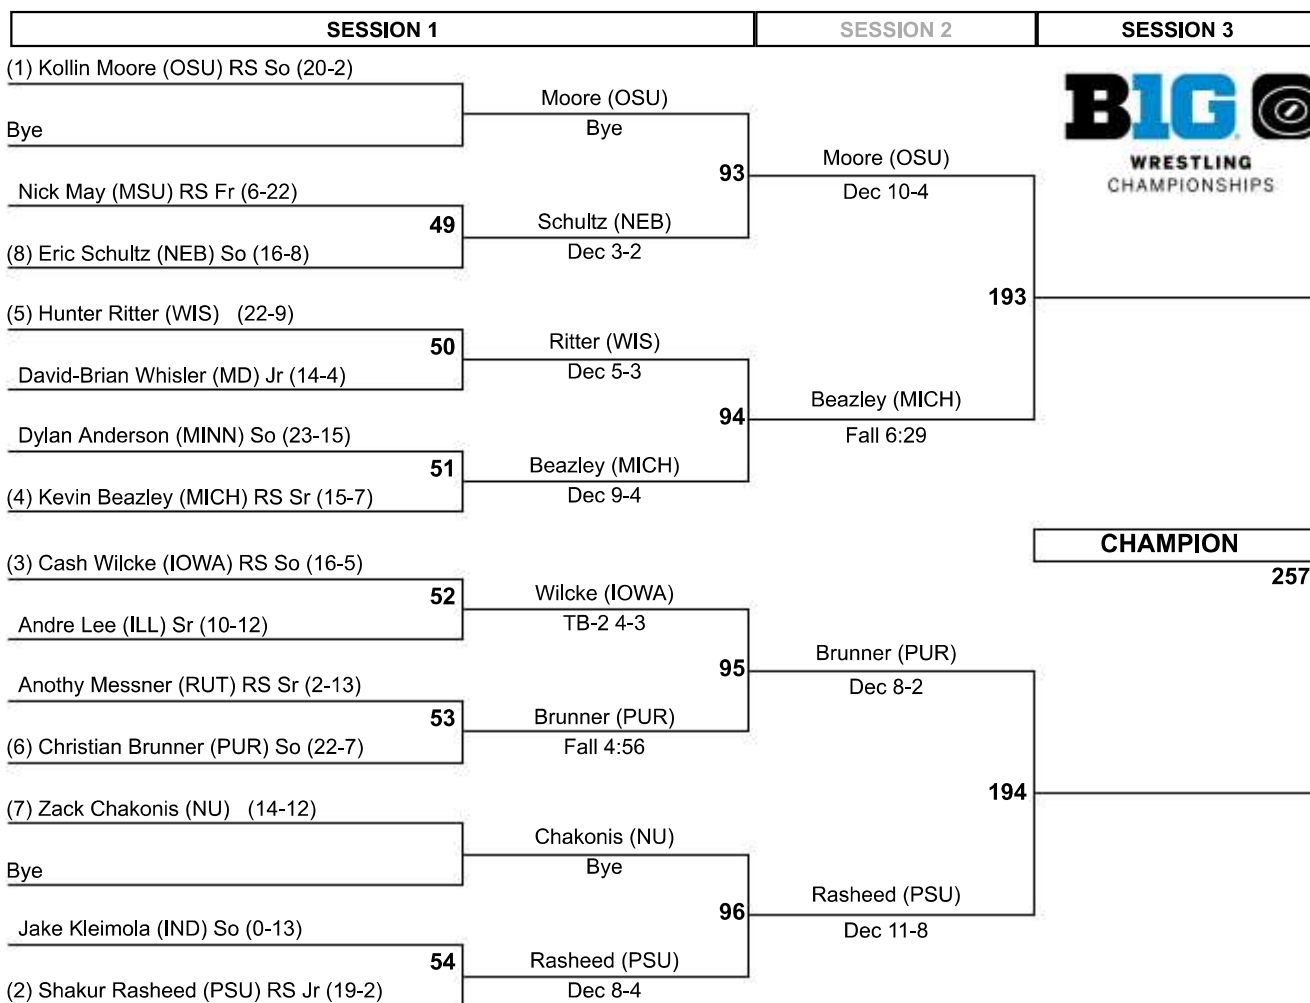 SESSION 1
SESSION 2
SESSION 3
(1) Kollin Moore (OSU) RS So (20-2)
Bye
Nick May (MSU) RS Fr (6-22)
49
(8) Eric Schultz (NEB) So (16-8)
(5) Hunter Ritter (WIS) (22-9)
50
David-Brian Whisler (MD) Jr (14-4)
Dylan Anderson (MINN) So (23-15)
51
(4) Kevin Beazley (MICH) RS Sr (15-7)
(3) Cash Wilcke (IOWA) RS So (16-5)
52
Andre Lee (ILL) Sr (10-12)
Anothy Messner (RUT) RS Sr (2-13)
53
(6) Christian Brunner (PUR) So (22-7)
(7) Zack Chakonis (NU) (14-12)
Bye
Jake Kleimola (IND) So (0-13)
54
(2) Shakur Rasheed (PSU) RS Jr (19-2)
Moore (OSU)
Bye
93
Schultz (NEB)
Dec 3-2
Ritter (WIS)
Dec 5-3
94
Beazley (MICH)
Dec 9-4
Wilcke (IOWA)
TB-2 4-3
95
Brunner (PUR)
Fall 4:56
Chakonis (NU)
Bye
96
Rasheed (PSU)
Dec 8-4
Moore (OSU)
Dec 10-4
193
Beazley (MICH)
Fall 6:29
Brunner (PUR)
Dec 8-2
194
Rasheed (PSU)
Dec 11-8
B1G
WRESTLING
CHAMPIONSHIPS
CHAMPION
257